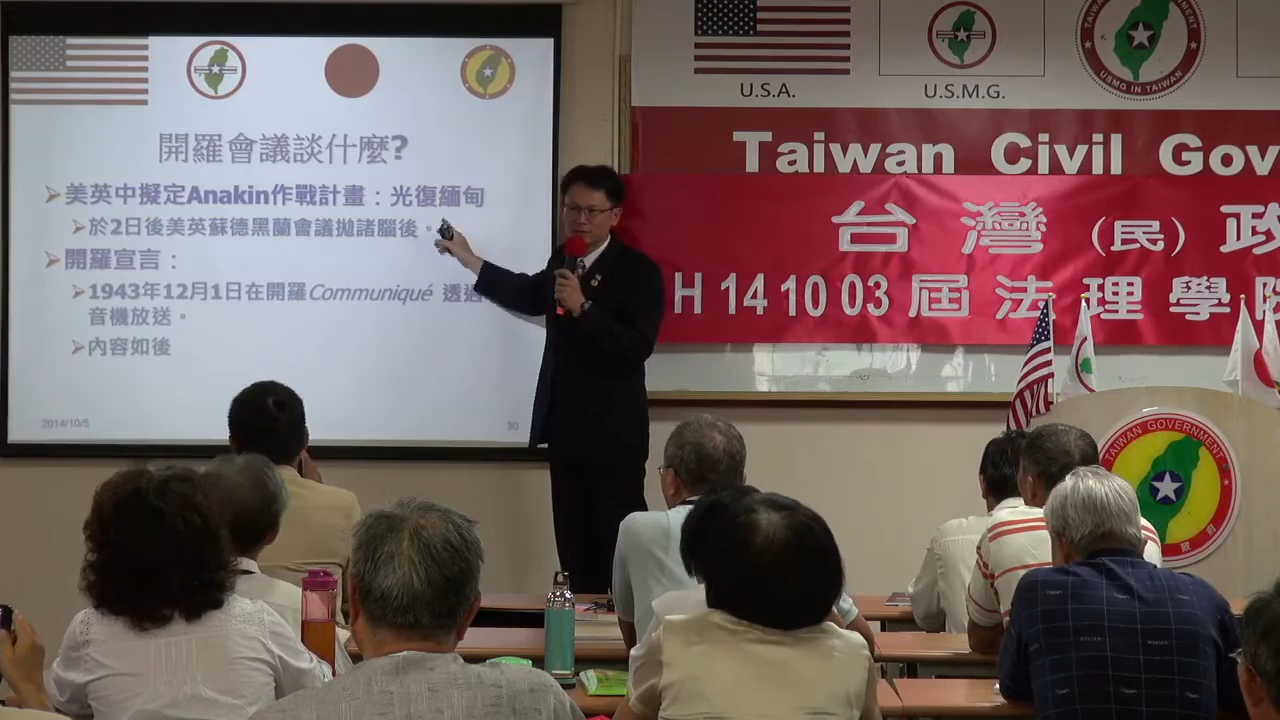 開羅會議談什麼?
美英中擬定Anakin作戰計畫：光復緬甸
於2日後美英蘇德黑蘭會議拋諸腦後。
開羅宣言：
1943年12月1日在開羅Communiqué 透過
音機放送。
內容如後
2014/10/5
30
U.S.A.
U.S.M.G.
TAIWAN GOVERNMENT
USMG IN TAIWAN
Taiwan Civil Gov
台灣（民）政
H 14 10 03 屆法理學院
TAIWAN GOVERNMENT
政府